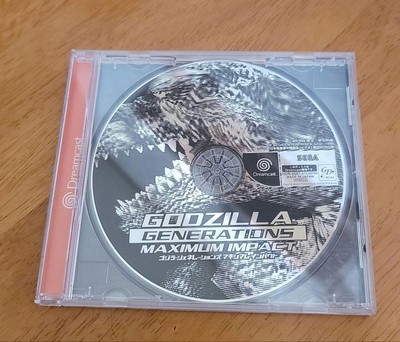 Dreamcast
SEGA
Dreamcast
GODZILLA
GENERATIONS
MAXIMUM IMPACT
ゴジラ・ジェネレーションズ マキシマムインパクト